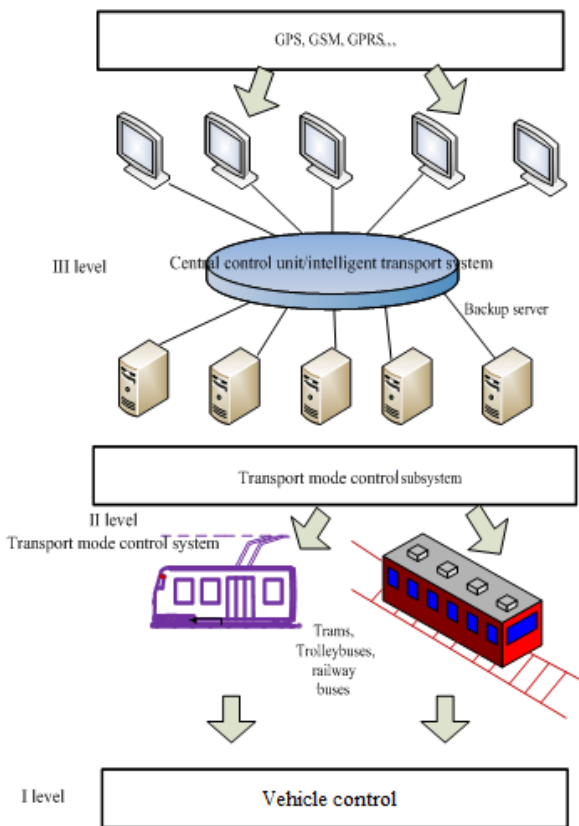 GPS, GSM, GPRS,,,
Central control unit/intelligent transport system
III level
Backup server
Transport mode control subsystem
II level
Transport mode control system
Trams,
Trolleybuses,
railway
buses
I level
Vehicle control